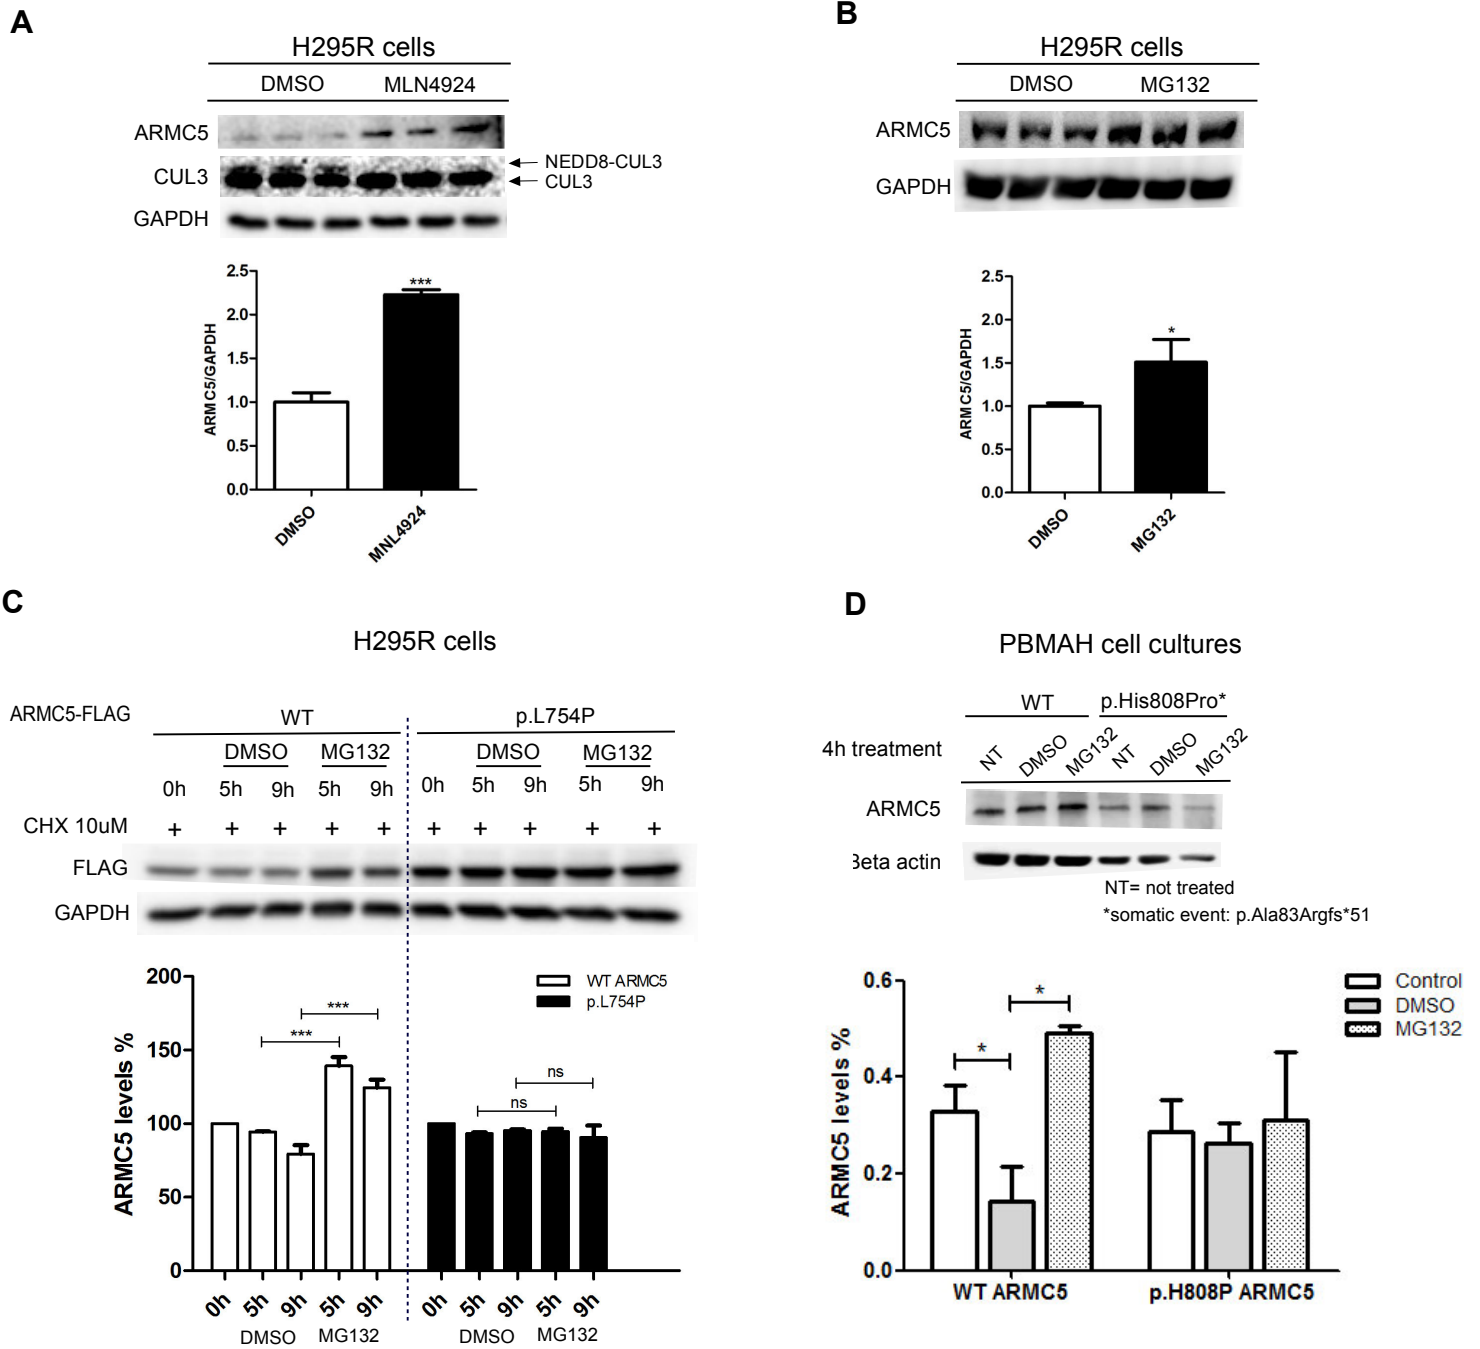 A
H295R cells
DMSO MLN4924
ARMC5
CUL3
NEDD8-CUL3
CUL3
GAPDH
2.5
2.0
1.5
1.0
0.5
0.0
ARMC5/GAPDH
***
DMSO
MNL4924
B
H295R cells
DMSO MG132
ARMC5
GAPDH
2.5
2.0
1.5
1.0
0.5
0.0
ARMC5/GAPDH
*
DMSO
MG132
C
H295R cells
ARMC5-FLAG
WT p.L754P
DMSO MG132 DMSO MG132
0h 5h 9h 5h 9h 0h 5h 9h 5h 9h
CHX 10uM + + + + + + + + + +
FLAG
GAPDH
200
150
100
50
0
ARMC5 levels %
WT ARMC5
p.L754P
***
***
ns
ns
0h 5h 9h 5h 9h 0h 5h 9h 5h 9h
DMSO MG132 DMSO MG132
D
PBMAH cell cultures
WT p.His808Pro*
4h treatment NT DMSO MG132 NT DMSO MG132
ARMC5
Beta actin
NT= not treated
*somatic event: p.Ala83Argfs*51
0.6
0.4
0.2
0.0
ARMC5 levels %
*
*
Control
DMSO
MG132
WT ARMC5 p.H808P ARMC5